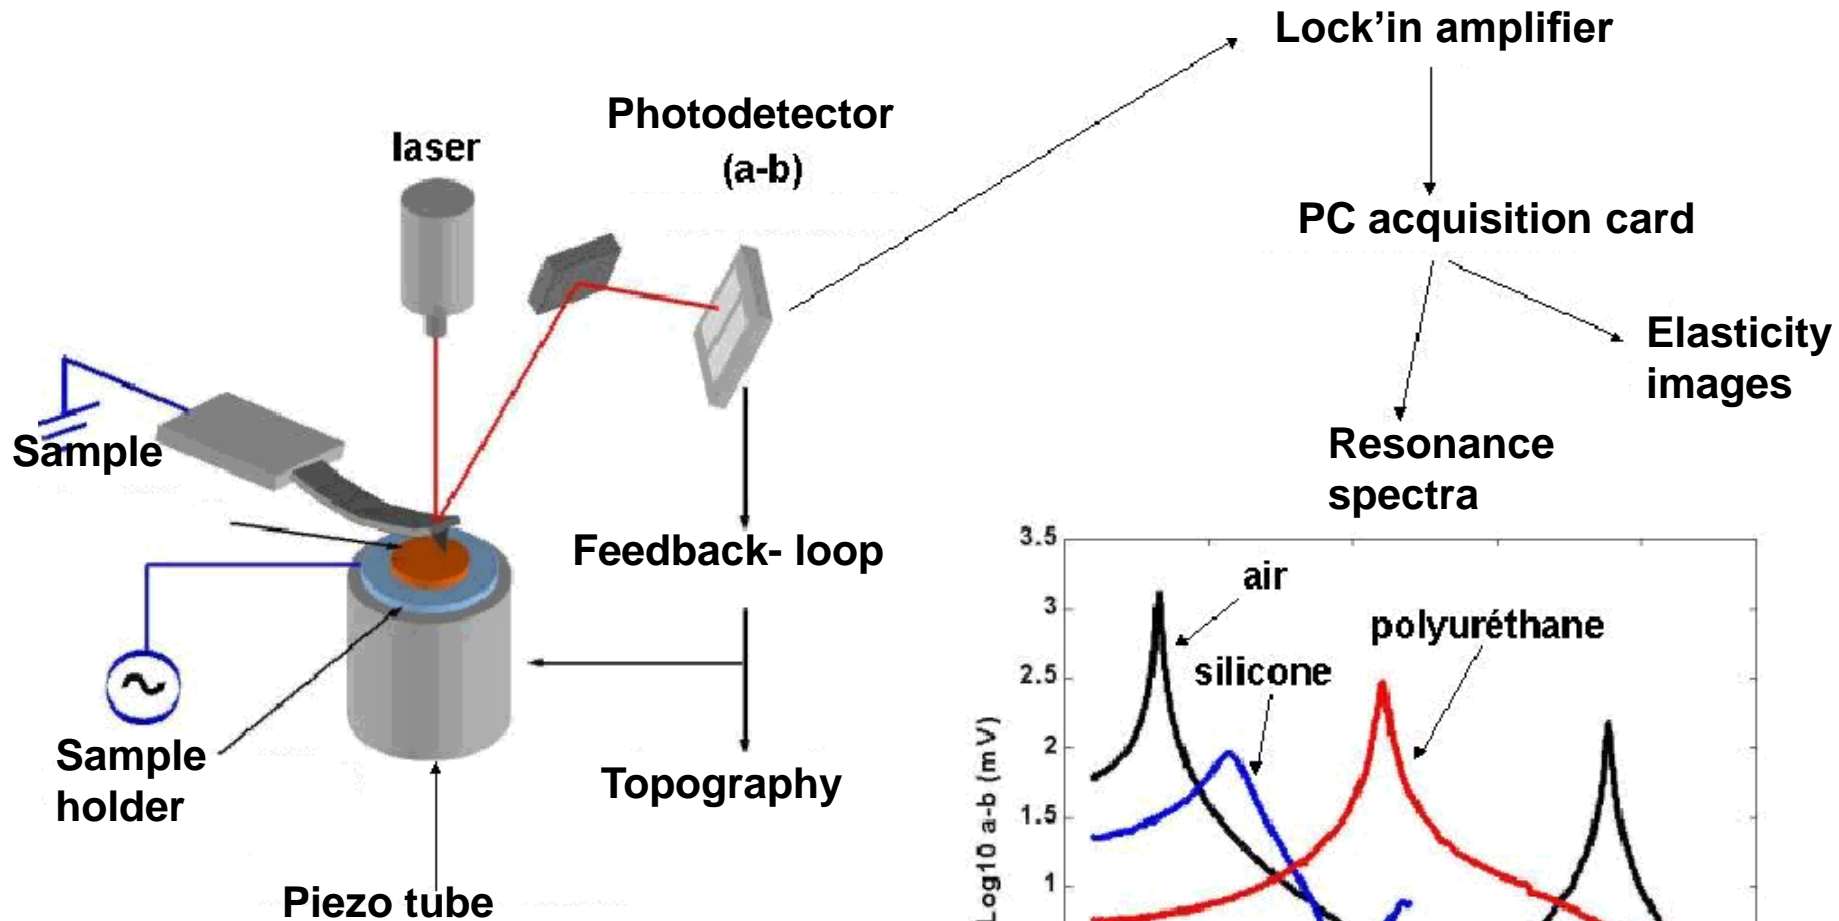 Lock'in amplifier
Photodetector
(a-b)
laser
PC acquisition card
Elasticity
images
Sample
Resonance
spectra
Feedback- loop
Sample
holder
Topography
Piezo tube
3.5
3
2.5
2
1.5
1
Log10 a-b (mV)
air
silicone
polyuréthane